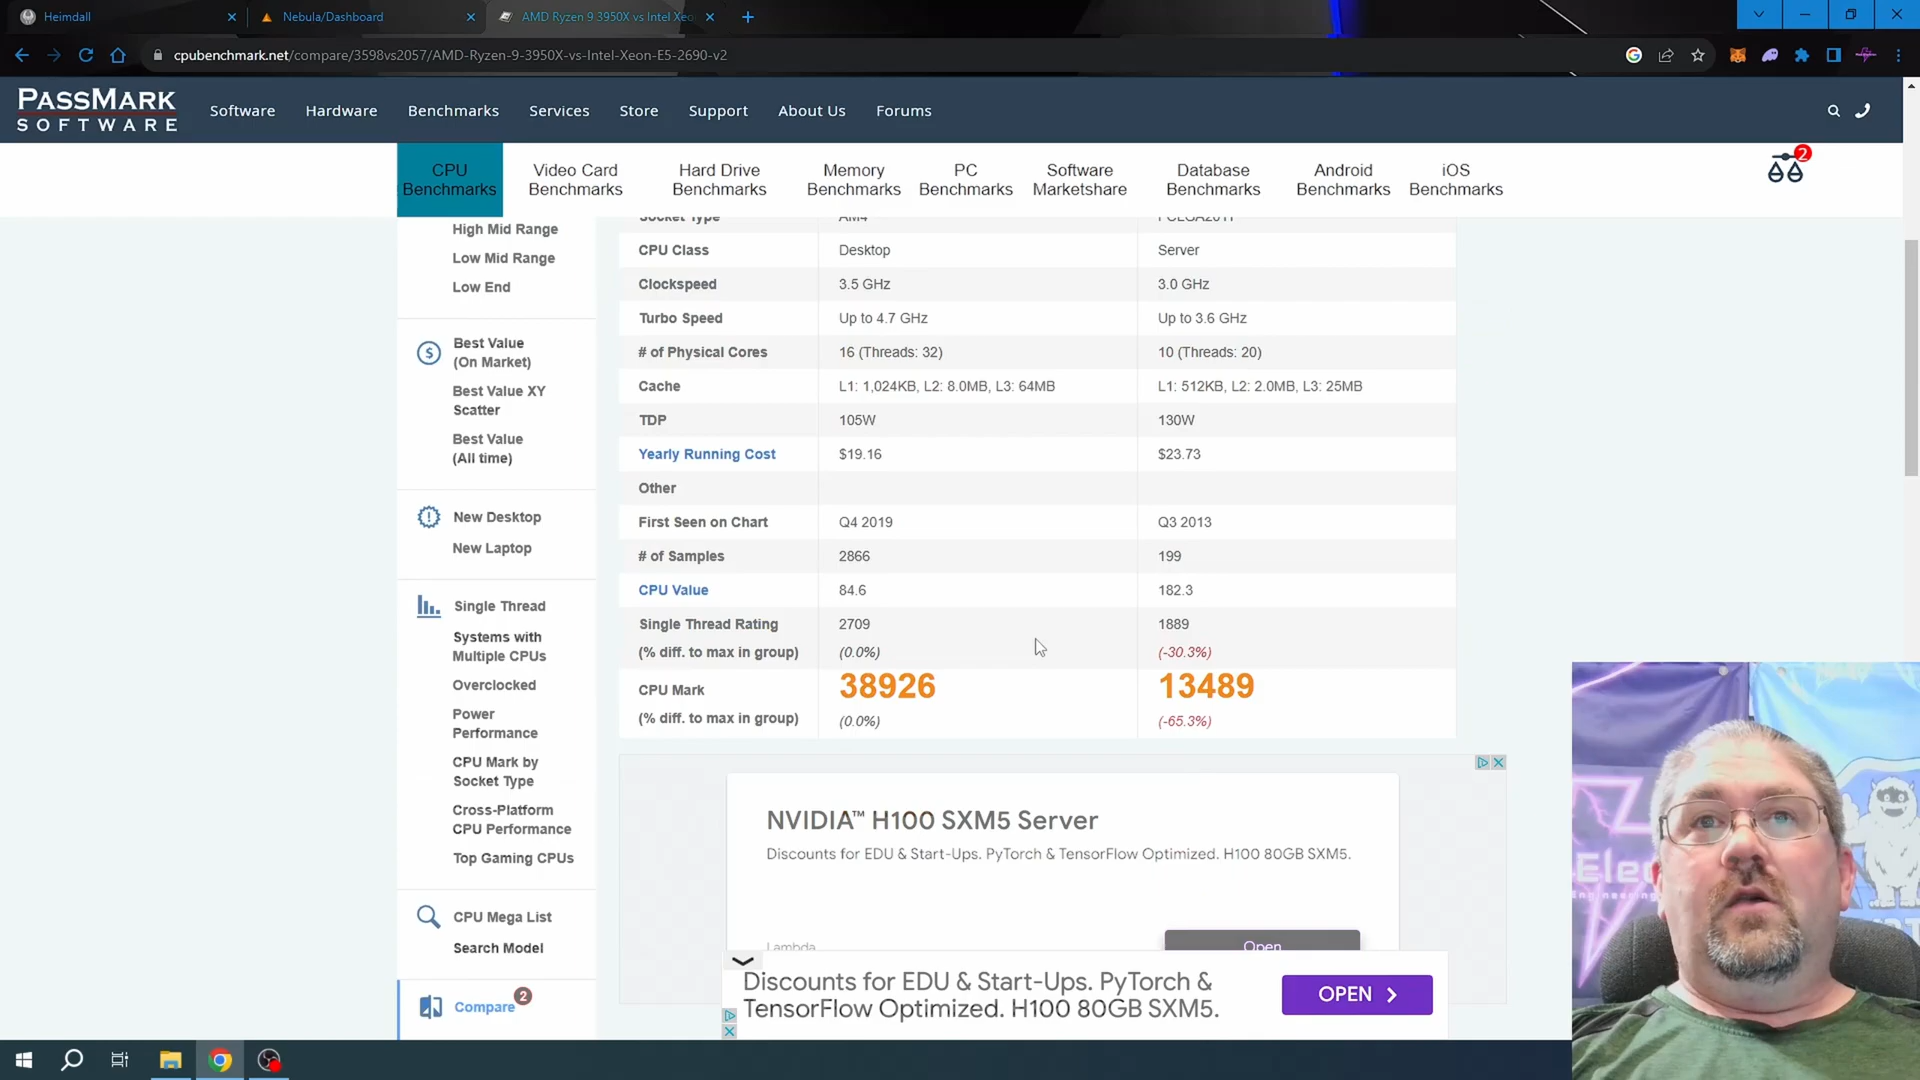 Heimdall
Nebula/Dashboard
AMD Ryzen 9 3950X vs Intel Xeo
cpubenchmark.net/compare/3598vs2057/AMD-Ryzen-9-3950X-vs-Intel-Xeon-E5-2690-v2
PASSMARK
SOFTWARE
Software
Hardware
Benchmarks
Services
Store
Support
About Us
Forums
CPU
Benchmarks
Video Card
Benchmarks
Hard Drive
Benchmarks
Memory
Benchmarks
PC
Benchmarks
Software
Marketshare
Database
Benchmarks
Android
Benchmarks
iOS
Benchmarks
2
High Mid Range
Low Mid Range
Low End
Best Value
(On Market)
Best Value XY
Scatter
Best Value
(All time)
New Desktop
New Laptop
Single Thread
Systems with
Multiple CPUs
Overclocked
Power
Performance
CPU Mark by
Socket Type
Cross-Platform
CPU Performance
Top Gaming CPUs
CPU Mega List
Search Model
Compare 2
Socket Type AM4
CPU Class Desktop Server
Clockspeed 3.5 GHz 3.0 GHz
Turbo Speed Up to 4.7 GHz Up to 3.6 GHz
# of Physical Cores 16 (Threads: 32) 10 (Threads: 20)
Cache L1: 1,024KB, L2: 8.0MB, L3: 64MB L1: 512KB, L2: 2.0MB, L3: 25MB
TDP 105W 130W
Yearly Running Cost $19.16 $23.73
Other
First Seen on Chart Q4 2019 Q3 2013
# of Samples 2866 199
CPU Value 84.6 182.3
Single Thread Rating 2709 1889
(% diff. to max in group) (0.0%) (-30.3%)
CPU Mark 38926 13489
(% diff. to max in group) (0.0%) (-65.3%)
NVIDIA™ H100 SXM5 Server
Discounts for EDU & Start-Ups. PyTorch & TensorFlow Optimized. H100 80GB SXM5.
Lambda
Open
Discounts for EDU & Start-Ups. PyTorch &
TensorFlow Optimized. H100 80GB SXM5.
OPEN